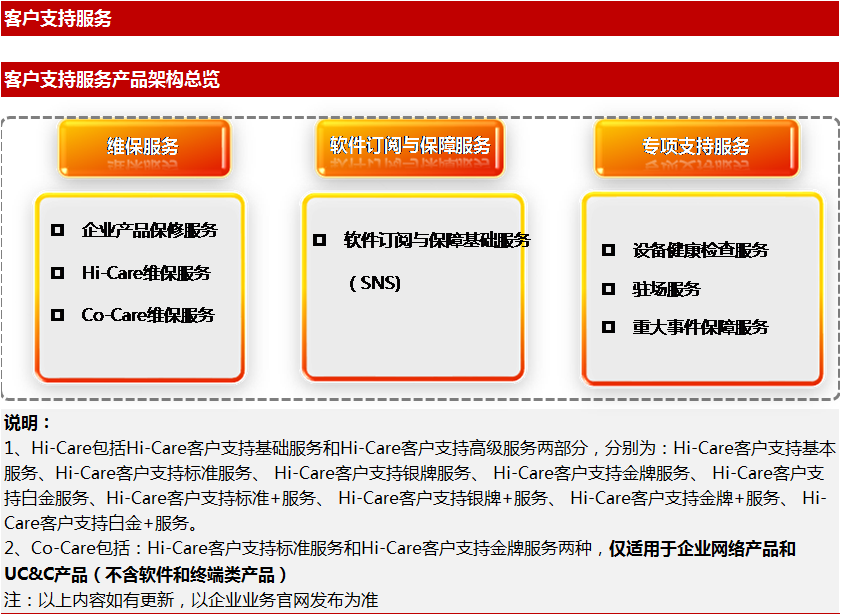 客户支持服务
客户支持服务产品架构总览
维保服务
软件订阅与保障服务
专项支持服务
企业产品保修服务
Hi-Care维保服务
Co-Care维保服务
软件订阅与保障基础服务
（SNS)
设备健康检查服务
驻场服务
重大事件保障服务
说明：
1、Hi-Care包括Hi-Care客户支持基础服务和Hi-Care客户支持高级服务两部分，分别为：Hi-Care客户支持基本
服务、Hi-Care客户支持标准服务、 Hi-Care客户支持银牌服务、 Hi-Care客户支持金牌服务、 Hi-Care客户支
持白金服务、Hi-Care客户支持标准+服务、 Hi-Care客户支持银牌+服务、 Hi-Care客户支持金牌+服务、 Hi-
Care客户支持白金+服务。
2、Co-Care包括：Hi-Care客户支持标准服务和Hi-Care客户支持金牌服务两种，仅适用于企业网络产品和
UC&C产品（不含软件和终端类产品）
注：以上内容如有更新，以企业业务官网发布为准